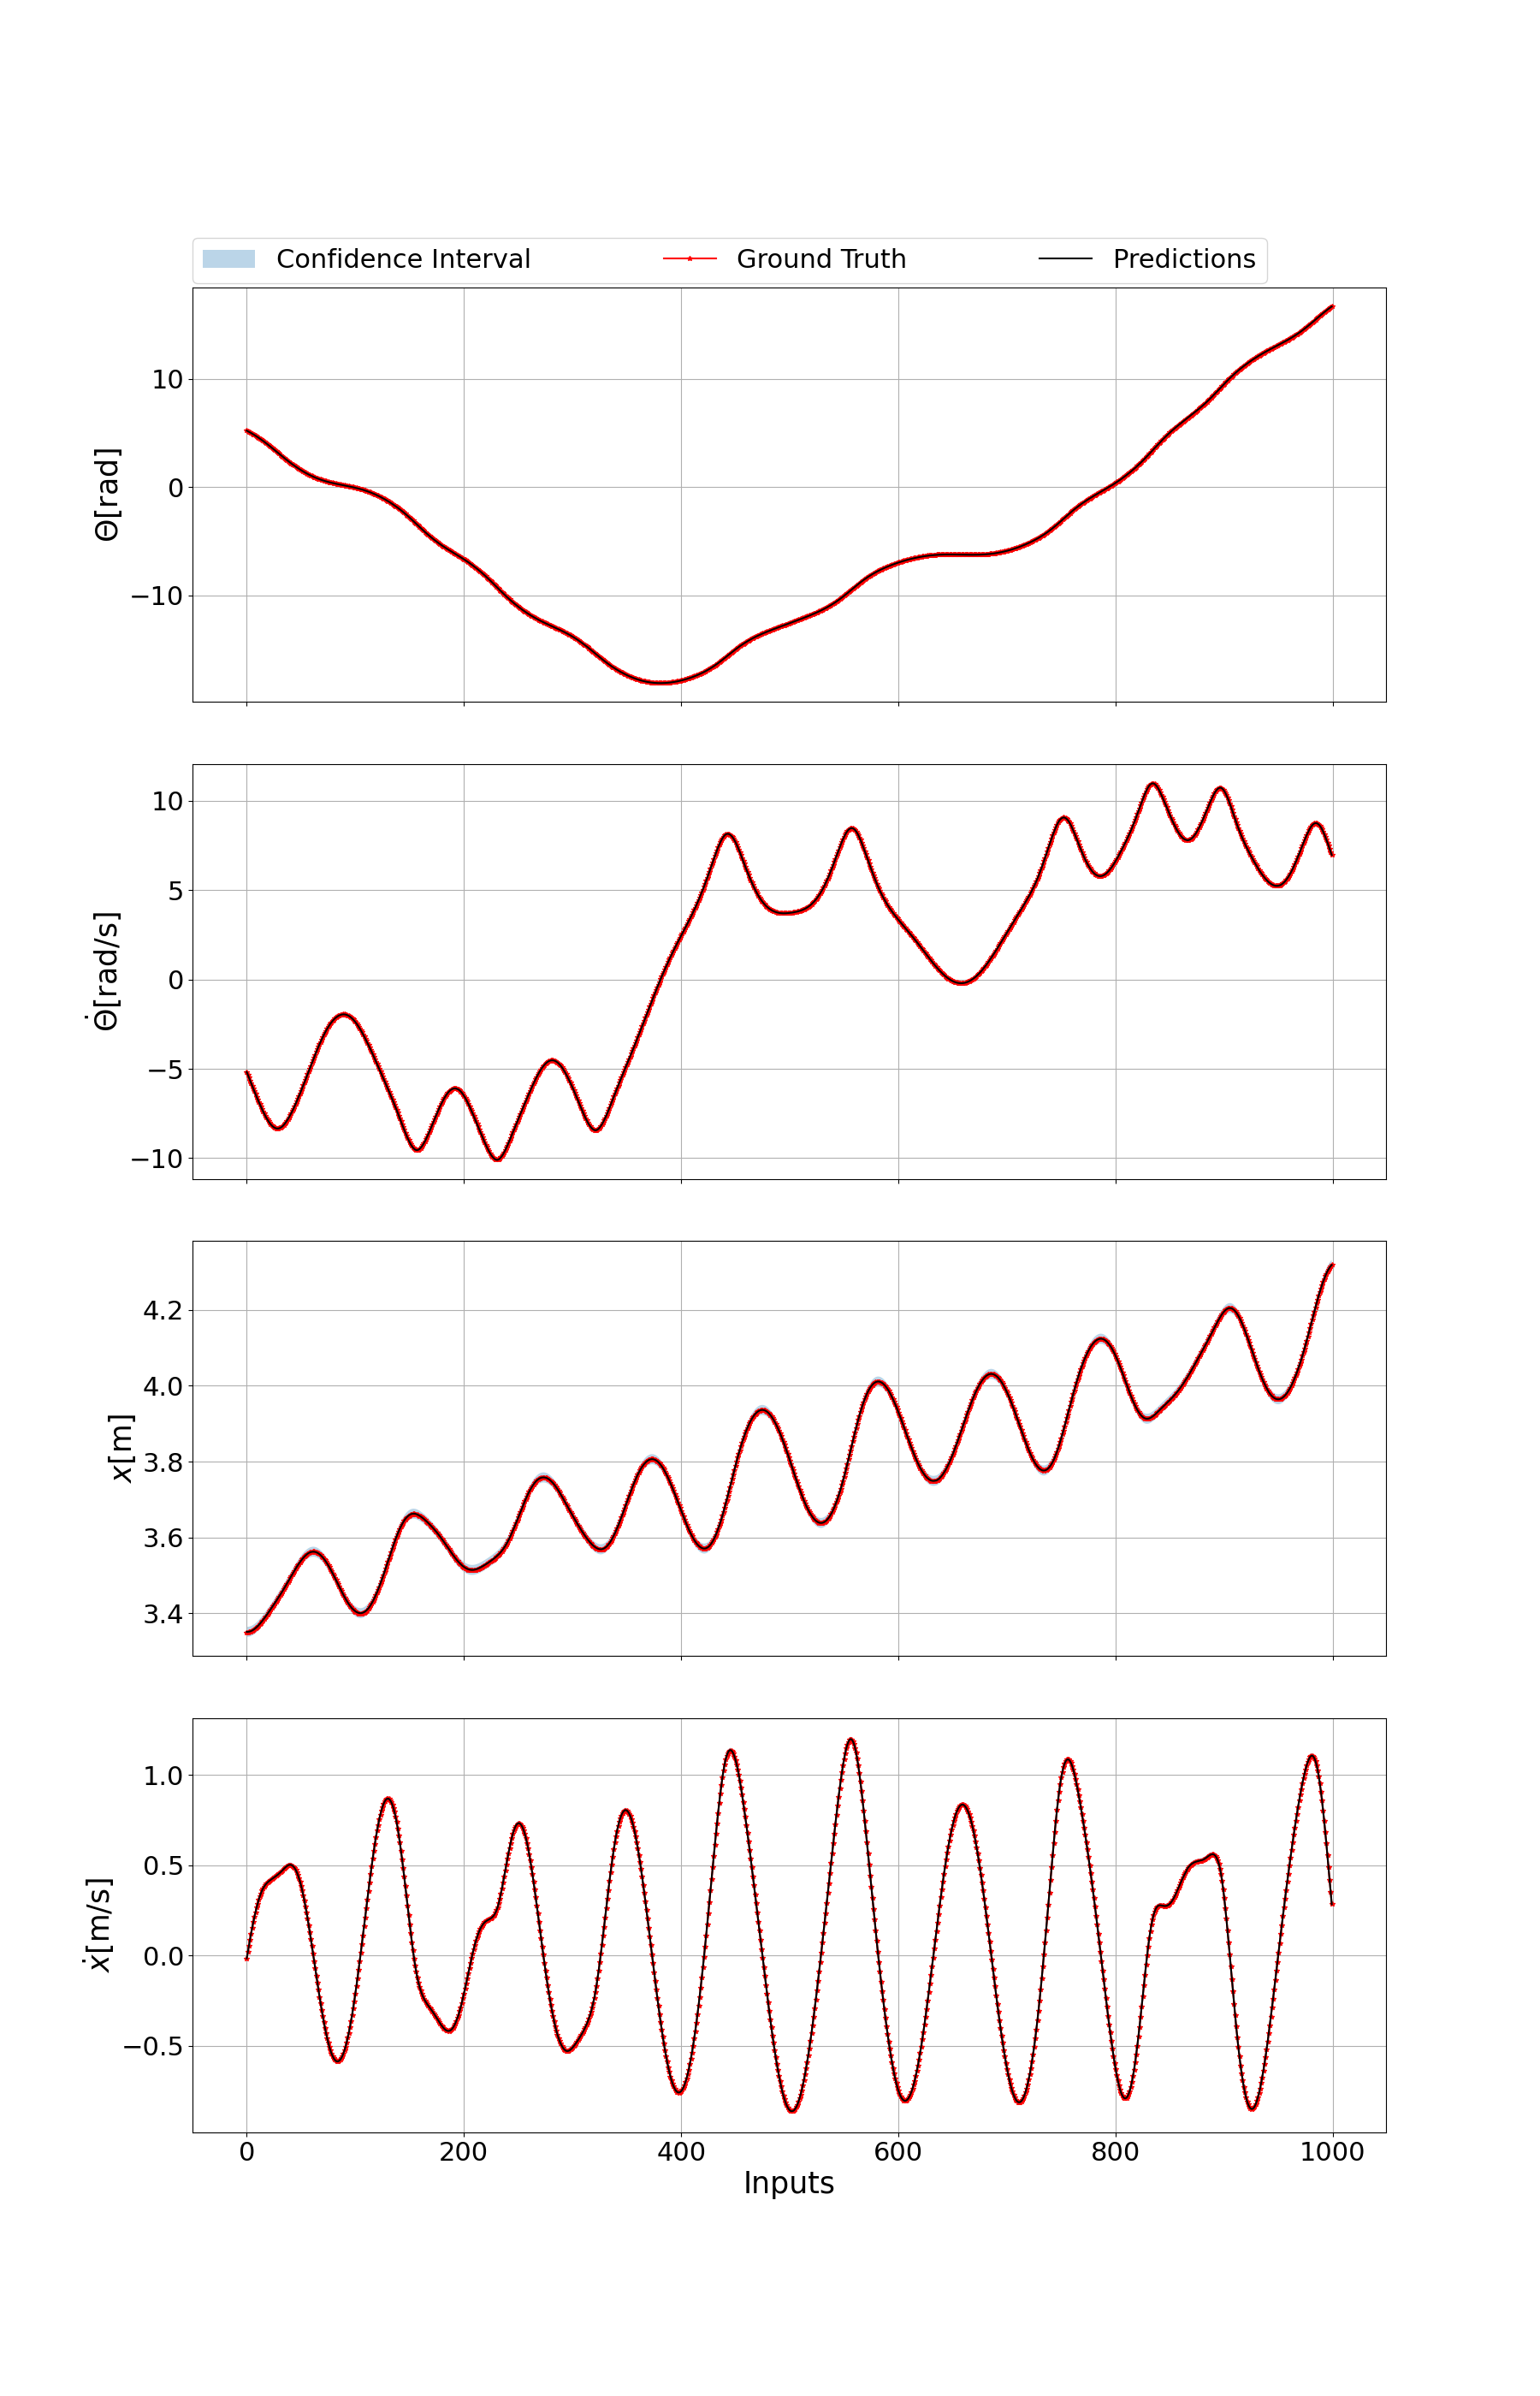 Confidence Interval Ground Truth Predictions
10
0
−10
Θ[rad]
10
5
0
−5
−10
Θ̇[rad/s]
4.2
4.0
3.8
3.6
3.4
x[m]
1.0
0.5
0.0
−0.5
ẋ[m/s]
0 200 400 600 800 1000
Inputs